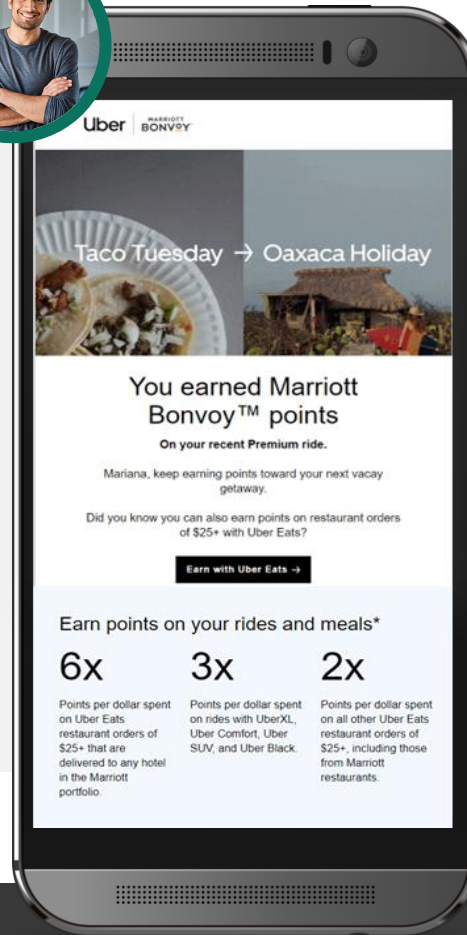 Uber
MARRIOTT
BONVOY™
Taco Tuesday → Oaxaca Holiday
You earned Marriott
Bonvoy™ points
On your recent Premium ride.
Mariana, keep earning points toward your next vacay
getaway.
Did you know you can also earn points on restaurant orders
of $25+ with Uber Eats?
Earn with Uber Eats →
Earn points on your rides and meals*
6x
Points per dollar spent
on Uber Eats
restaurant orders of
$25+ that are
delivered to any hotel
in the Marriott
portfolio.
3x
Points per dollar spent
on rides with UberXL,
Uber Comfort, Uber
SUV, and Uber Black.
2x
Points per dollar spent
on all other Uber Eats
restaurant orders of
$25+, including those
from Marriott
restaurants.